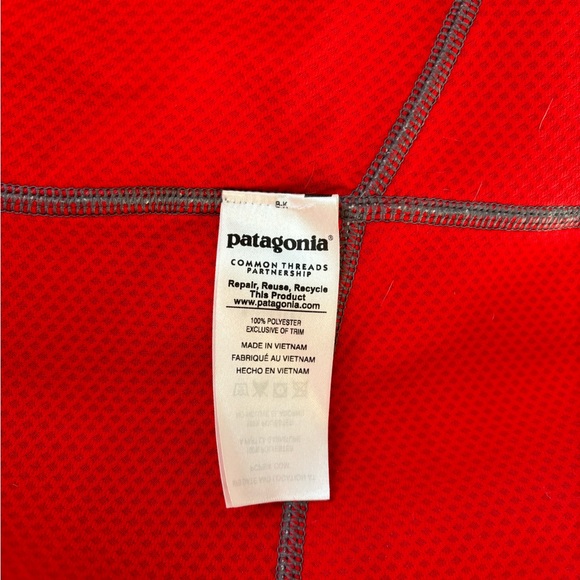 patagonia®
COMMON THREADS
PARTNERSHIP
Repair, Reuse, Recycle
This Product
www.patagonia.com
100% POLYESTER
EXCLUSIVE OF TRIM
MADE IN VIETNAM
FABRIQUÉ AU VIETNAM
HECHO EN VIETNAM